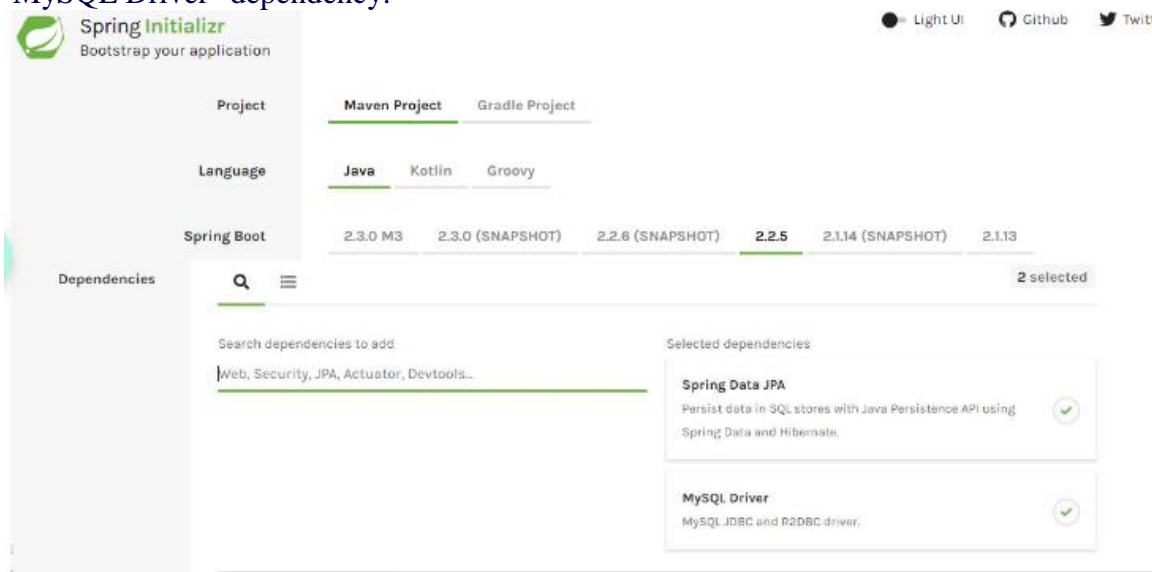 MySQL Driver" dependency.
Spring Initializr
Bootstrap your application
Light UI Github Twitt
Project Maven Project Gradle Project
Language Java Kotlin Groovy
Spring Boot 2.3.0 M3 2.3.0 (SNAPSHOT) 2.2.6 (SNAPSHOT) 2.2.5 2.1.14 (SNAPSHOT) 2.1.13
Dependencies 2 selected
Search dependencies to add
Web, Security, JPA, Actuator, Devtools...
Selected dependencies
Spring Data JPA
Persist data in SQL stores with Java Persistence API using
Spring Data and Hibernate.
MySQL Driver
MySQL JDBC and R2DBC driver.